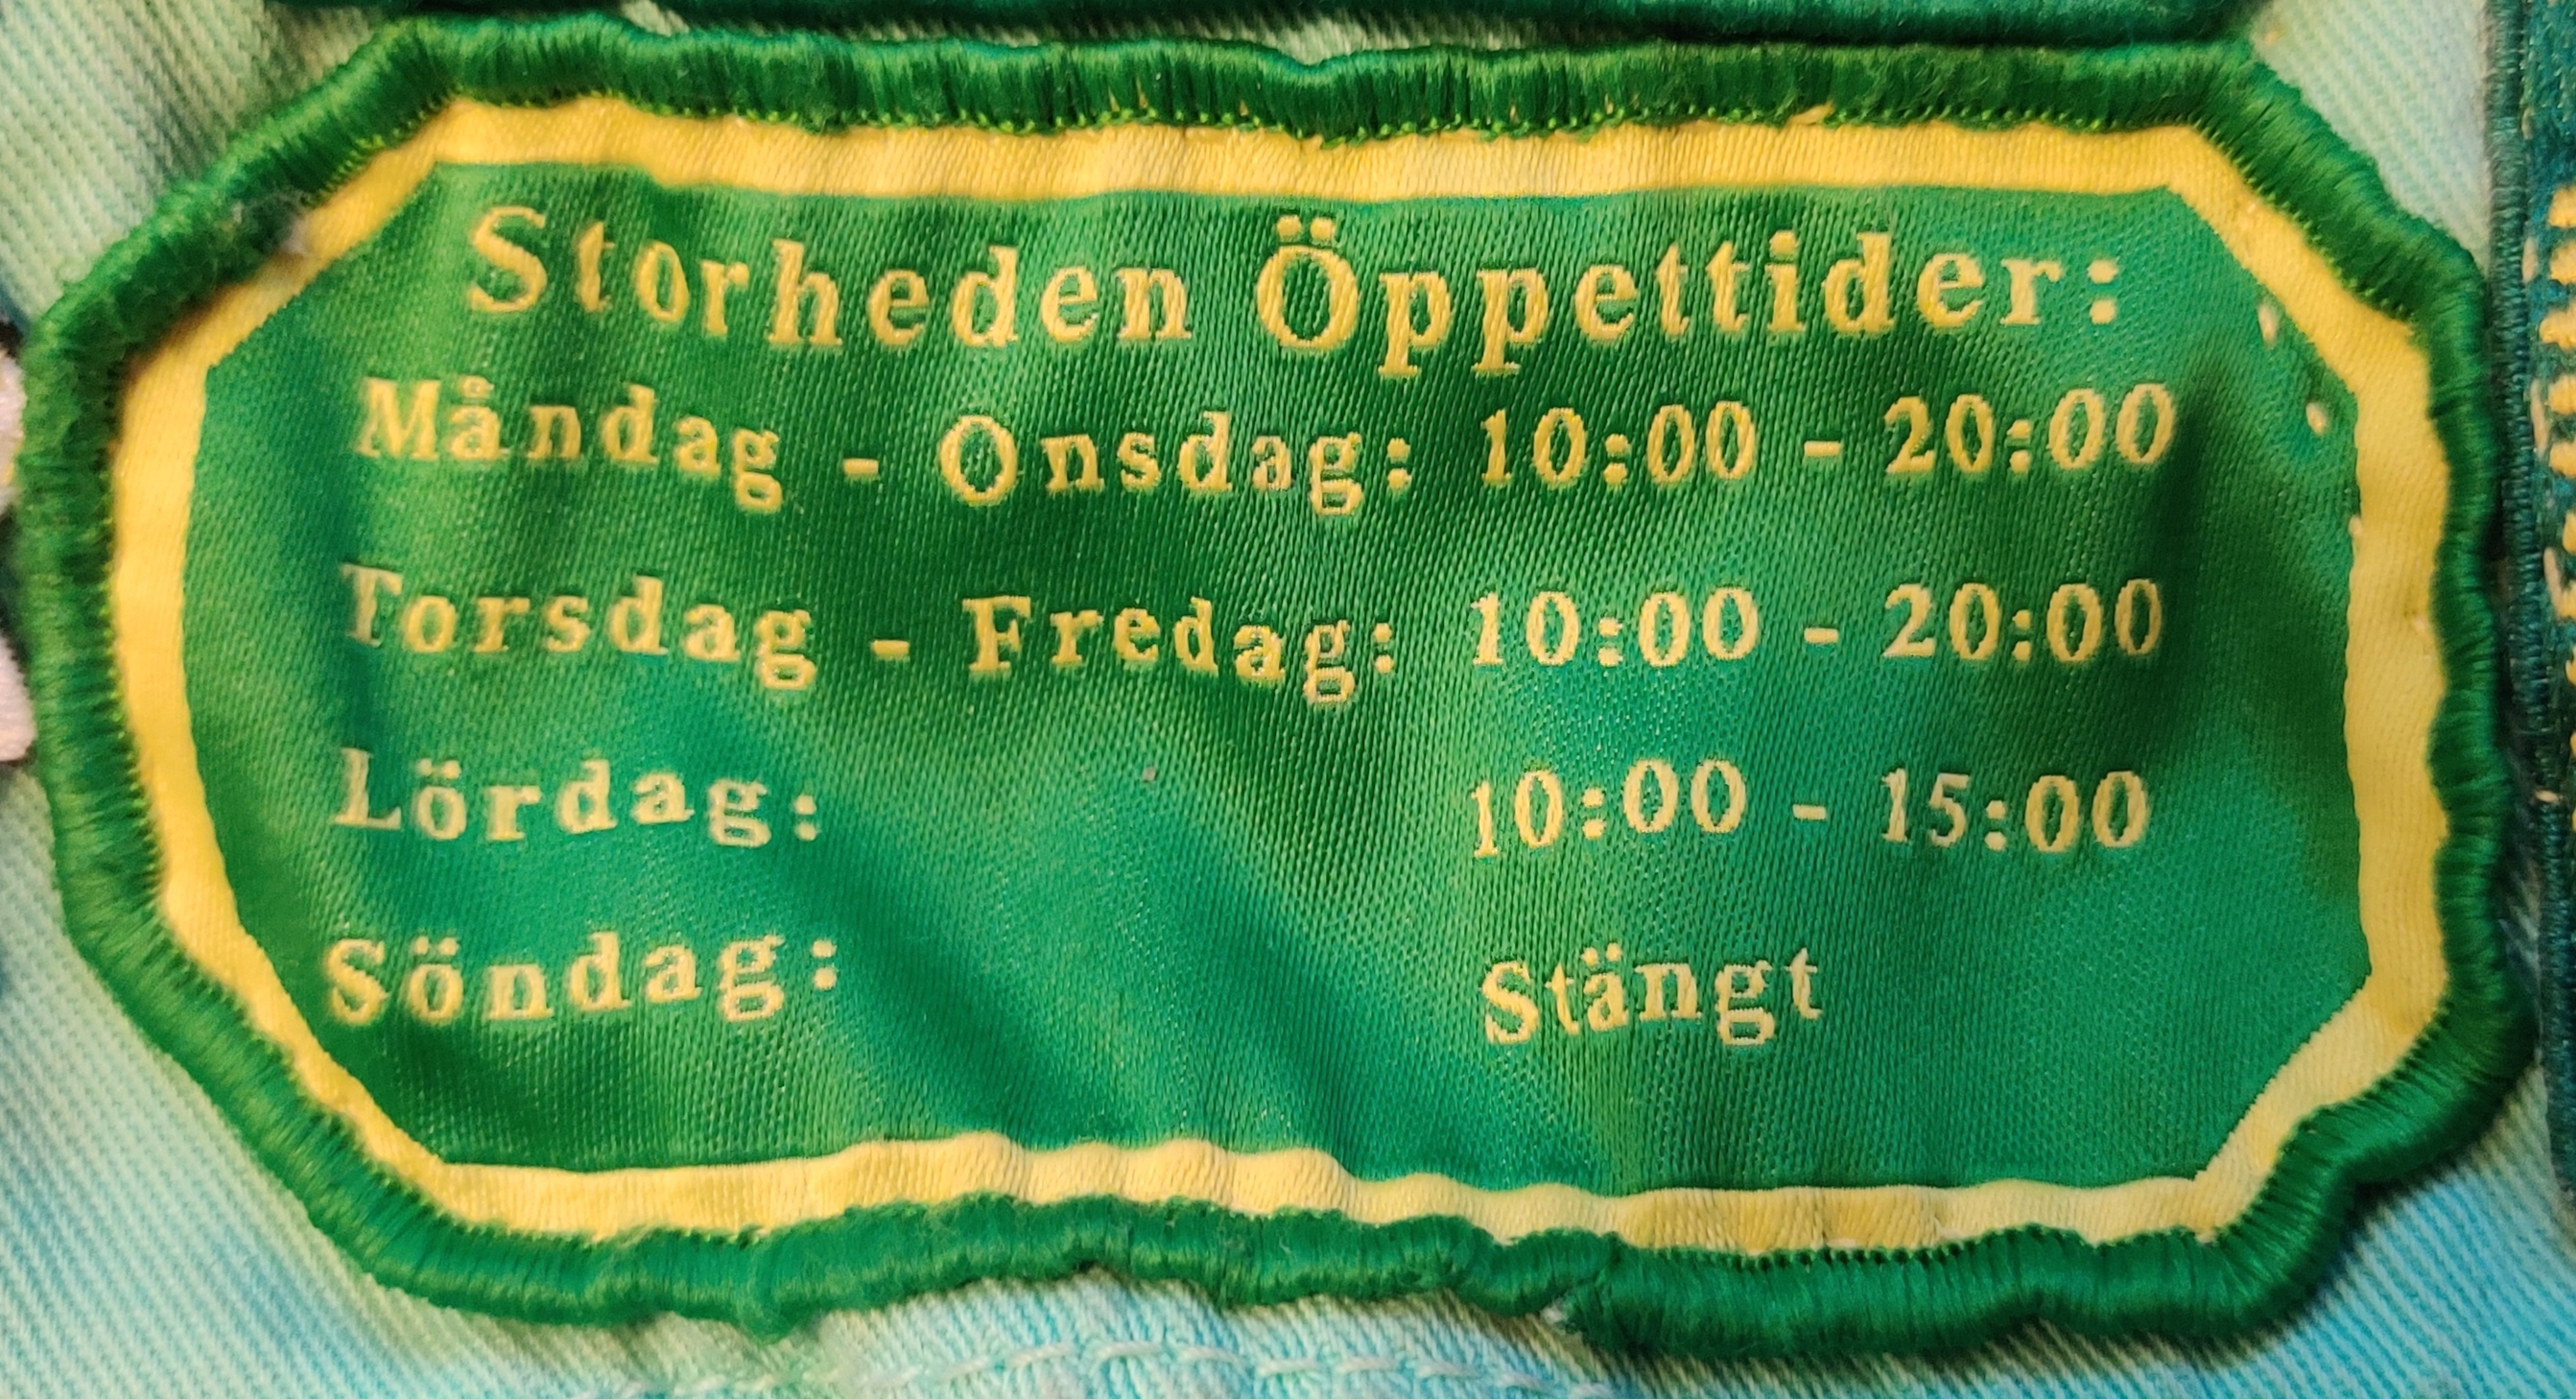 Storheden Öppettider:
Måndag - Onsdag: 10:00 - 20:00
Torsdag - Fredag: 10:00 - 20:00
Lördag: 10:00 - 15:00
Söndag: Stängt